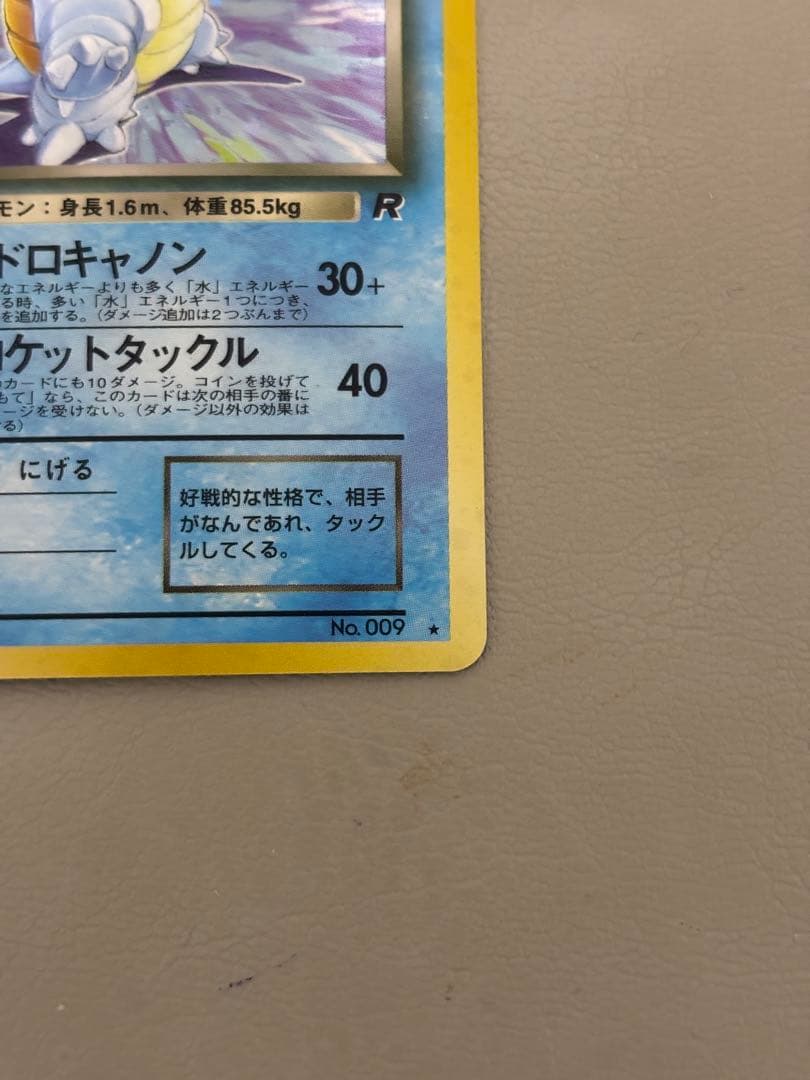 モン：身長1.6m、体重85.5kg R
ドロキャノン
なエネルギーよりも多く「水」エネルギー
る時、多い「水」エネルギー1つにつき、
を追加する。（ダメージ追加は2つぶんまで）
30+
ケットタックル
カードにも10ダメージ。コインを投げて
もて」なら、このカードは次の相手の番に
ージを受けない。（ダメージ以外の効果は
る）
40
にげる
好戦的な性格で、相手
がなんであれ、タック
ルしてくる。
No. 009 ★